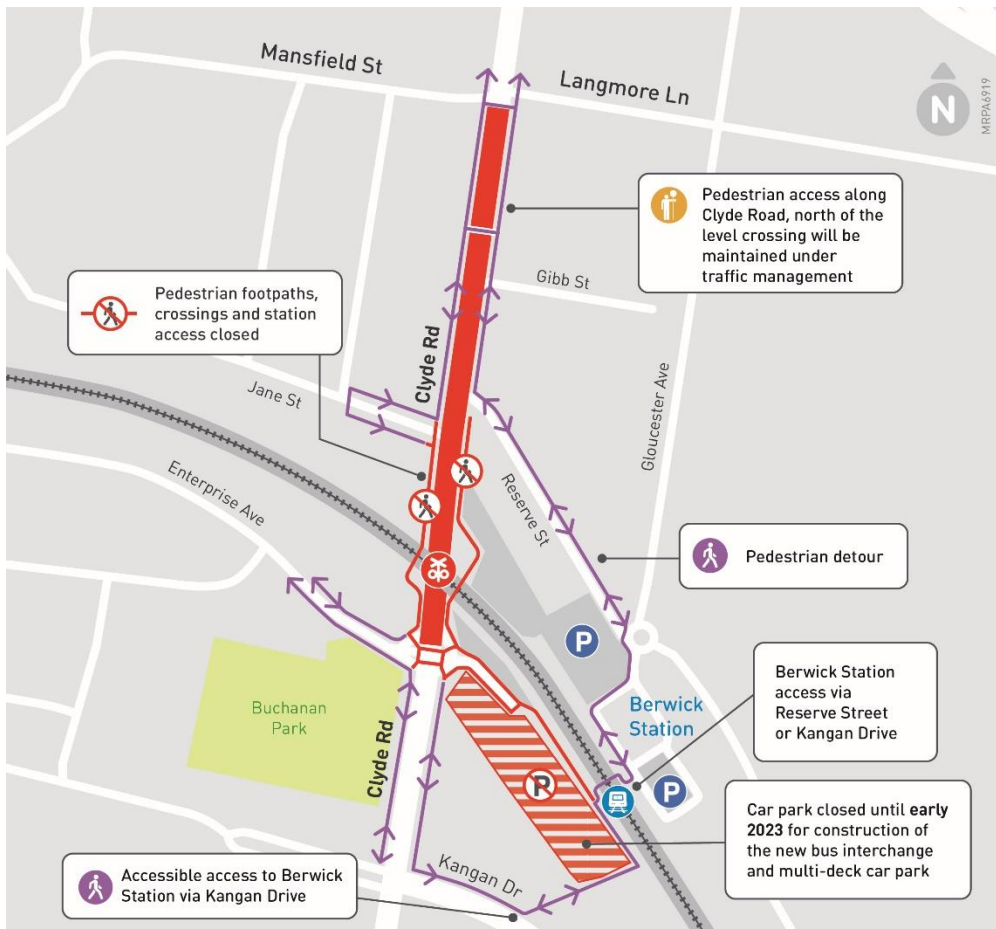 Mansfield St
Langmore Ln
N
MRPA6919
Pedestrian access along
Clyde Road, north of the
level crossing will be
maintained under
traffic management
Gibb St
Pedestrian footpaths,
crossings and station
access closed
Clyde Rd
Jane St
Gloucester Ave
Enterprise Ave
Reserve St
Pedestrian detour
P
Buchanan
Park
Berwick
Station
Berwick Station
access via
Reserve Street
or Kangan Drive
Clyde Rd
P
P
Car park closed until early
2023 for construction of
the new bus interchange
and multi-deck car park
Kangan Dr
Accessible access to Berwick
Station via Kangan Drive